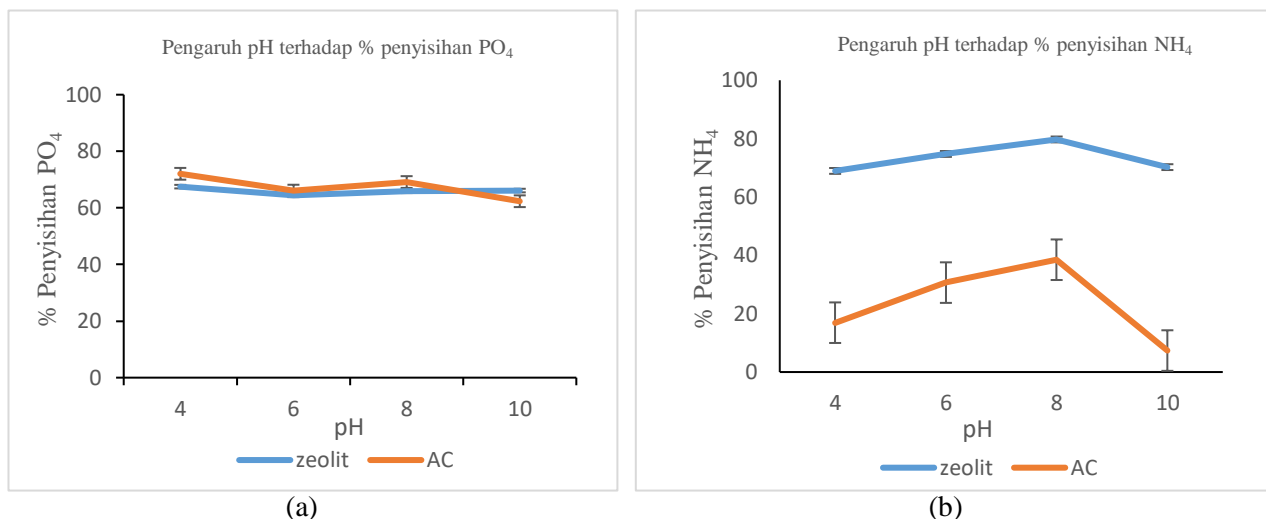 Pengaruh pH terhadap % penyisihan PO₄
% Penyisihan PO₄
100
80
60
40
20
0
4 6 8 10
pH
zeolit AC
(a)
Pengaruh pH terhadap % penyisihan NH₄
% Penyisihan NH₄
100
80
60
40
20
0
4 6 8 10
pH
zeolit AC
(b)